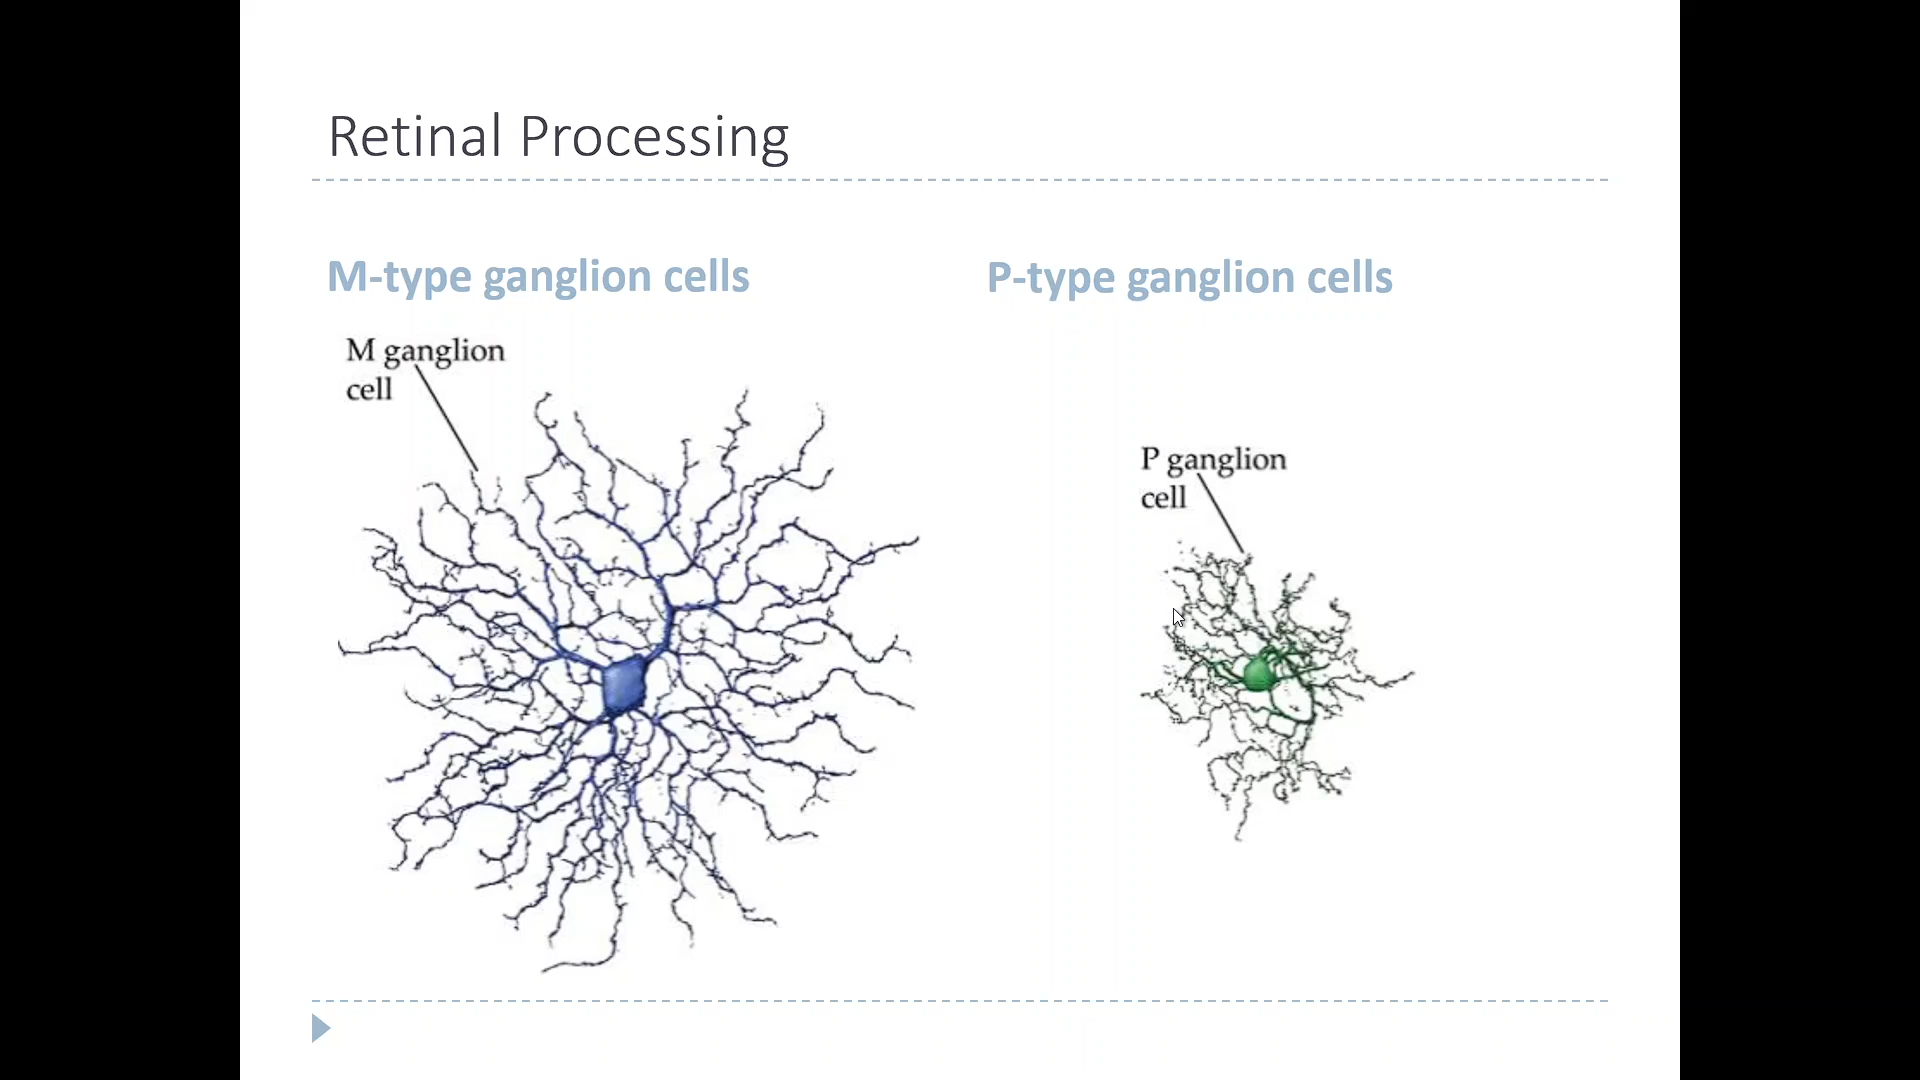 Retinal Processing
M-type ganglion cells
P-type ganglion cells
M ganglion
cell
P ganglion
cell